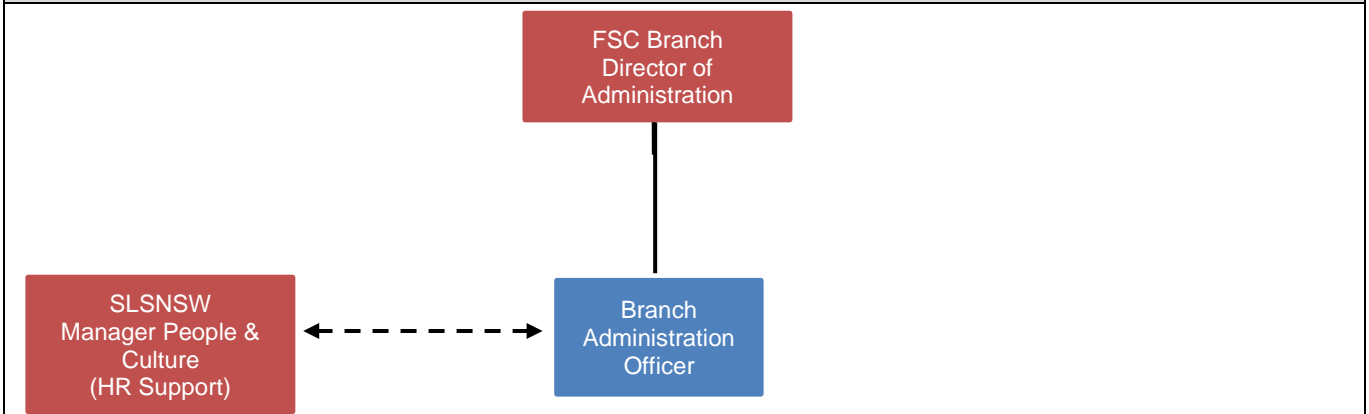 FSC Branch
Director of
Administration
SLSNSW
Manager People &
Culture
(HR Support)
Branch
Administration
Officer